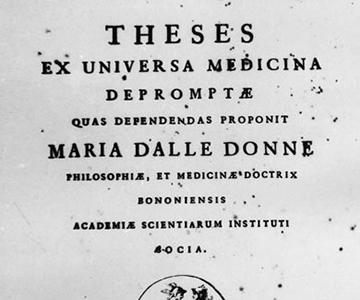 THESES
EX UNIVERSA MEDICINA
DEPROMPTÆ
QUAS DEPENDENDAS PROPONIT
MARIA DALLE DONNE
PHILOSOPHIÆ, ET MEDICINÆ DOCTRIX
BONONIENSIS
ACADEMIÆ SCIENTIARUM INSTITUTI
SOCIA.